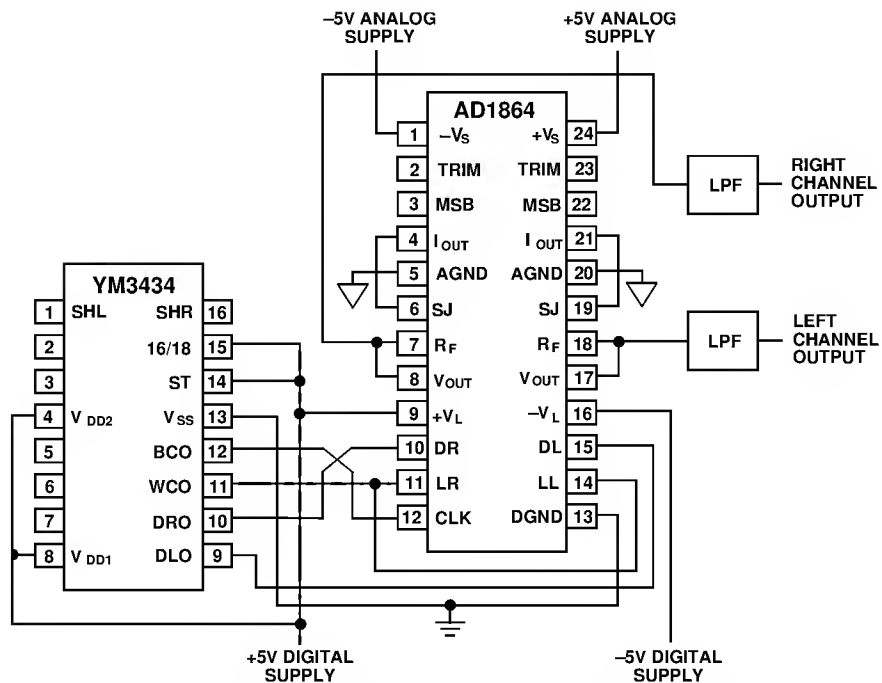 –5V ANALOG
SUPPLY
+5V ANALOG
SUPPLY
AD1864
1 –VS +VS 24
2 TRIM TRIM 23
3 MSB MSB 22
4 IOUT IOUT 21
5 AGND AGND 20
6 SJ SJ 19
7 RF RF 18
8 VOUT VOUT 17
9 +VL –VL 16
10 DR DL 15
11 LR LL 14
12 CLK DGND 13
LPF
RIGHT
CHANNEL
OUTPUT
LPF
LEFT
CHANNEL
OUTPUT
YM3434
1 SHL SHR 16
2 16/18 15
3 ST 14
4 VDD2 VSS 13
5 BCO 12
6 WCO 11
7 DRO 10
8 VDD1 DLO 9
+5V DIGITAL
SUPPLY
–5V DIGITAL
SUPPLY